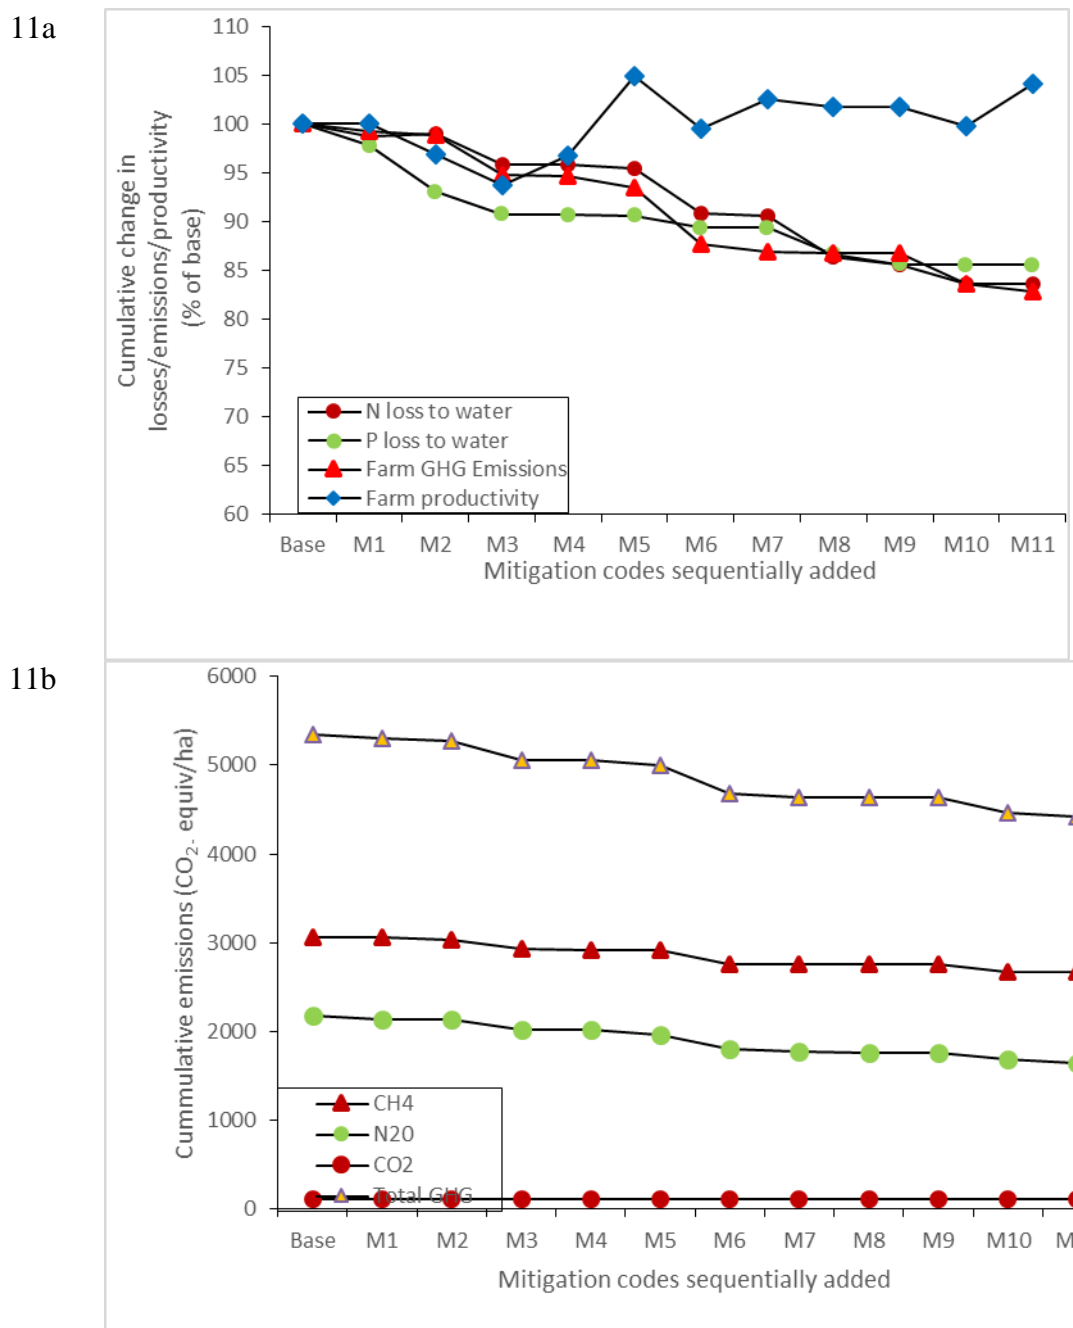 11a
Cumulative change in
losses/emissions/productivity
(% of base)
110
105
100
95
90
85
80
75
70
65
60
N loss to water
P loss to water
Farm GHG Emissions
Farm productivity
Base M1 M2 M3 M4 M5 M6 M7 M8 M9 M10 M11
Mitigation codes sequentially added
11b
Cummulative emissions (CO₂- equiv/ha)
6000
5000
4000
3000
2000
1000
0
CH4
N20
CO2
Total GHG
Base M1 M2 M3 M4 M5 M6 M7 M8 M9 M10 M
Mitigation codes sequentially added